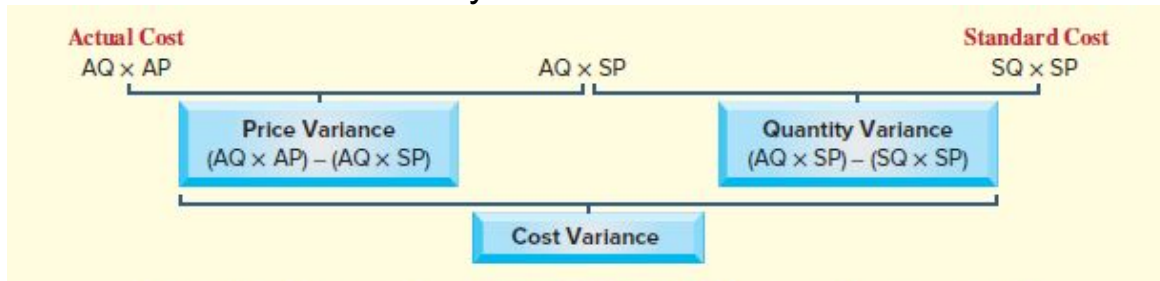 Actual Cost
Standard Cost
AQ × AP
AQ × SP
SQ × SP
Price Variance
(AQ × AP) – (AQ × SP)
Quantity Variance
(AQ × SP) – (SQ × SP)
Cost Variance